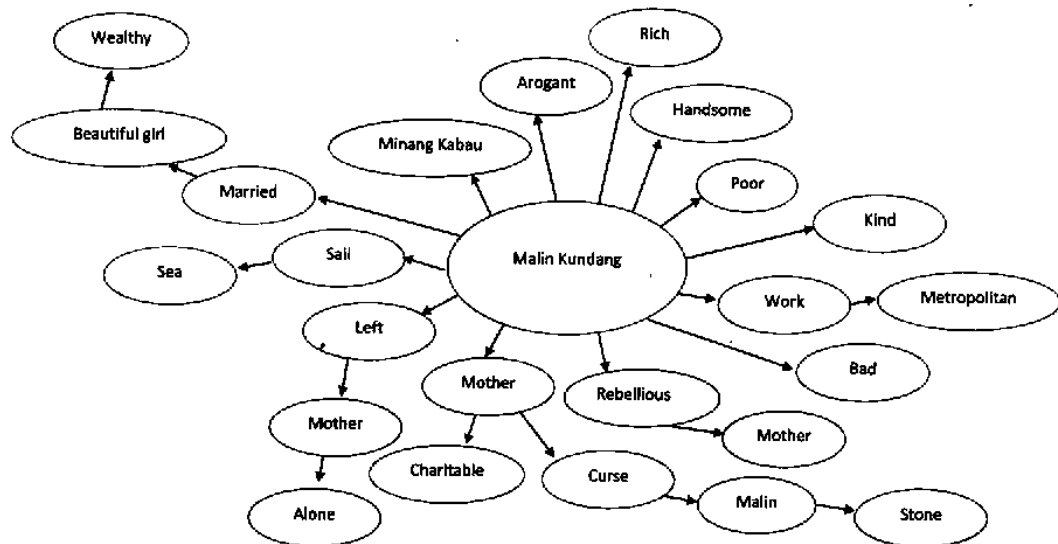 Rich
Wealthy
Arogant
Handsome
Beautiful girl
Minang Kabau
Poor
Married
Kind
Sail
Malin Kundang
Sea
Work
Metropolitan
Left
Bad
Mother
Rebellious
Mother
Mother
Charitable
Curse
Malin
Alone
Stone